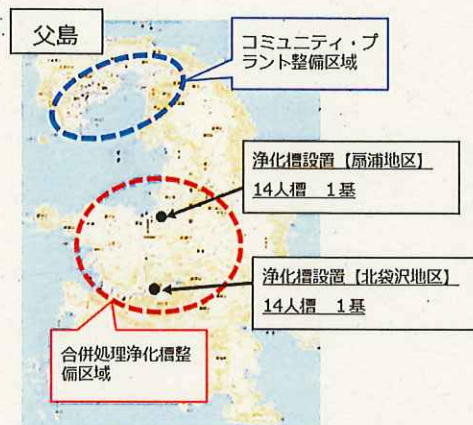 父島
コミュニティ・プ
ラント整備区域
浄化槽設置【扇浦地区】
14人槽 1基
浄化槽設置【北袋沢地区】
14人槽 1基
合併処理浄化槽整
備区域